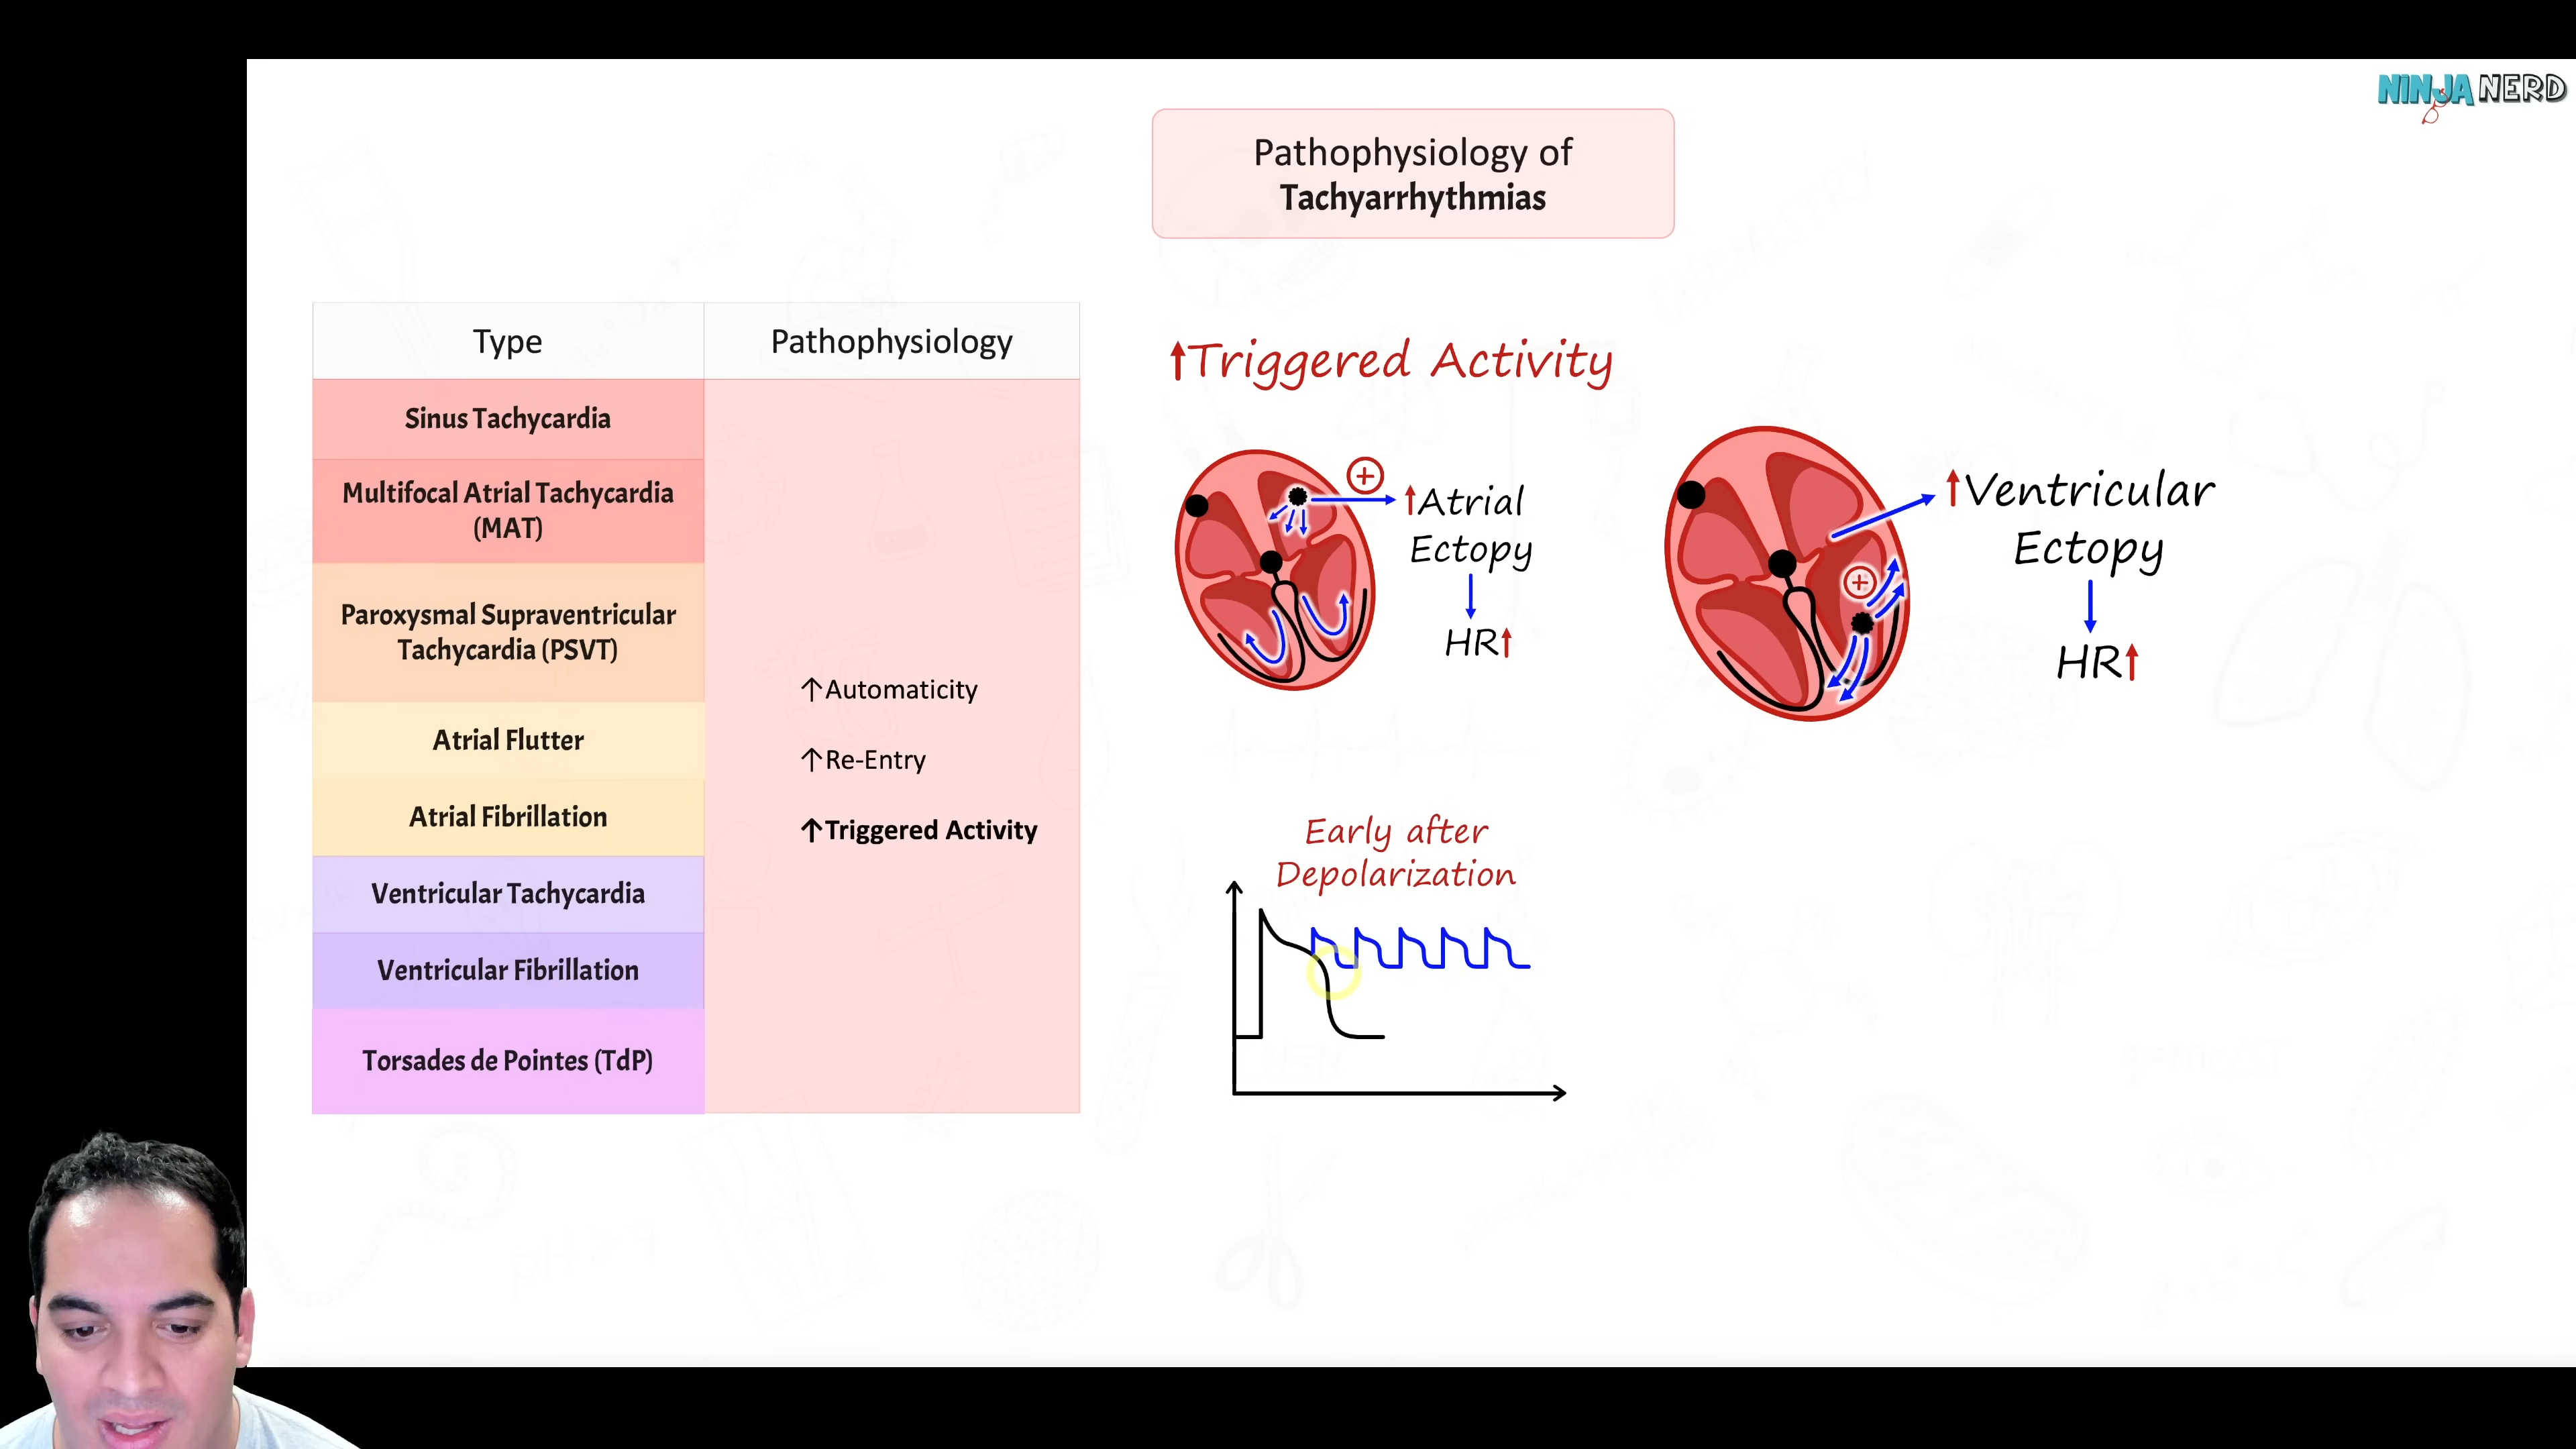 NINJA NERD
Pathophysiology of
Tachyarrhythmias
Type
Pathophysiology
Sinus Tachycardia
Multifocal Atrial Tachycardia
(MAT)
Paroxysmal Supraventricular
Tachycardia (PSVT)
Atrial Flutter
Atrial Fibrillation
Ventricular Tachycardia
Ventricular Fibrillation
Torsades de Pointes (TdP)
↑Automaticity
↑Re-Entry
↑Triggered Activity
↑Triggered Activity
+
↑Atrial
Ectopy
HR↑
+
↑Ventricular
Ectopy
HR↑
Early after
Depolarization
CHEMISTRY
q=mcΔT